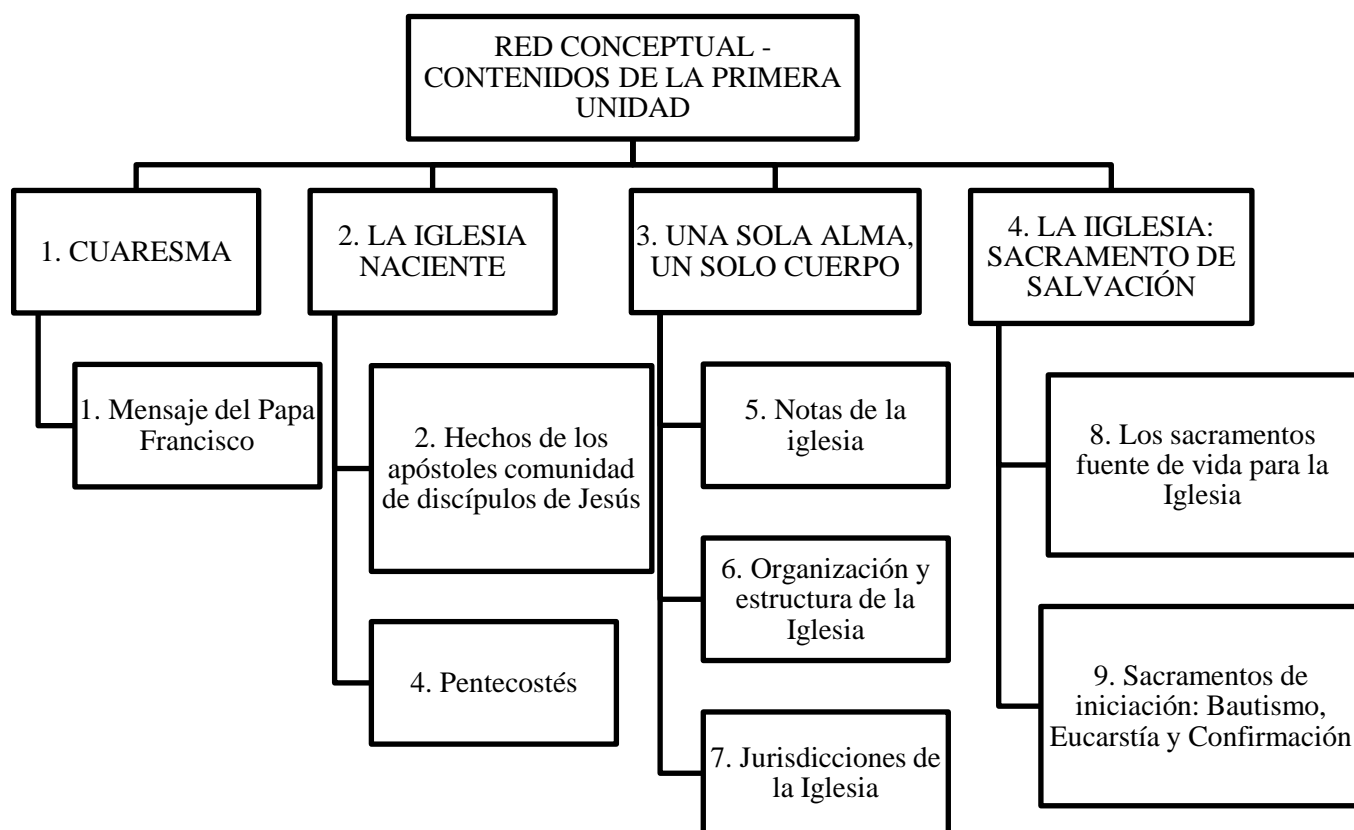 RED CONCEPTUAL -
CONTENIDOS DE LA PRIMERA
UNIDAD
1. CUARESMA
1. Mensaje del Papa
Francisco
2. LA IGLESIA
NACIENTE
2. Hechos de los
apóstoles comunidad
de discípulos de Jesús
4. Pentecostés
3. UNA SOLA ALMA,
UN SOLO CUERPO
5. Notas de la
iglesia
6. Organización y
estructura de la
Iglesia
7. Jurisdicciones de
la Iglesia
4. LA IIGLESIA:
SACRAMENTO DE
SALVACIÓN
8. Los sacramentos
fuente de vida para la
Iglesia
9. Sacramentos de
iniciación: Bautismo,
Eucarstía y Confirmación